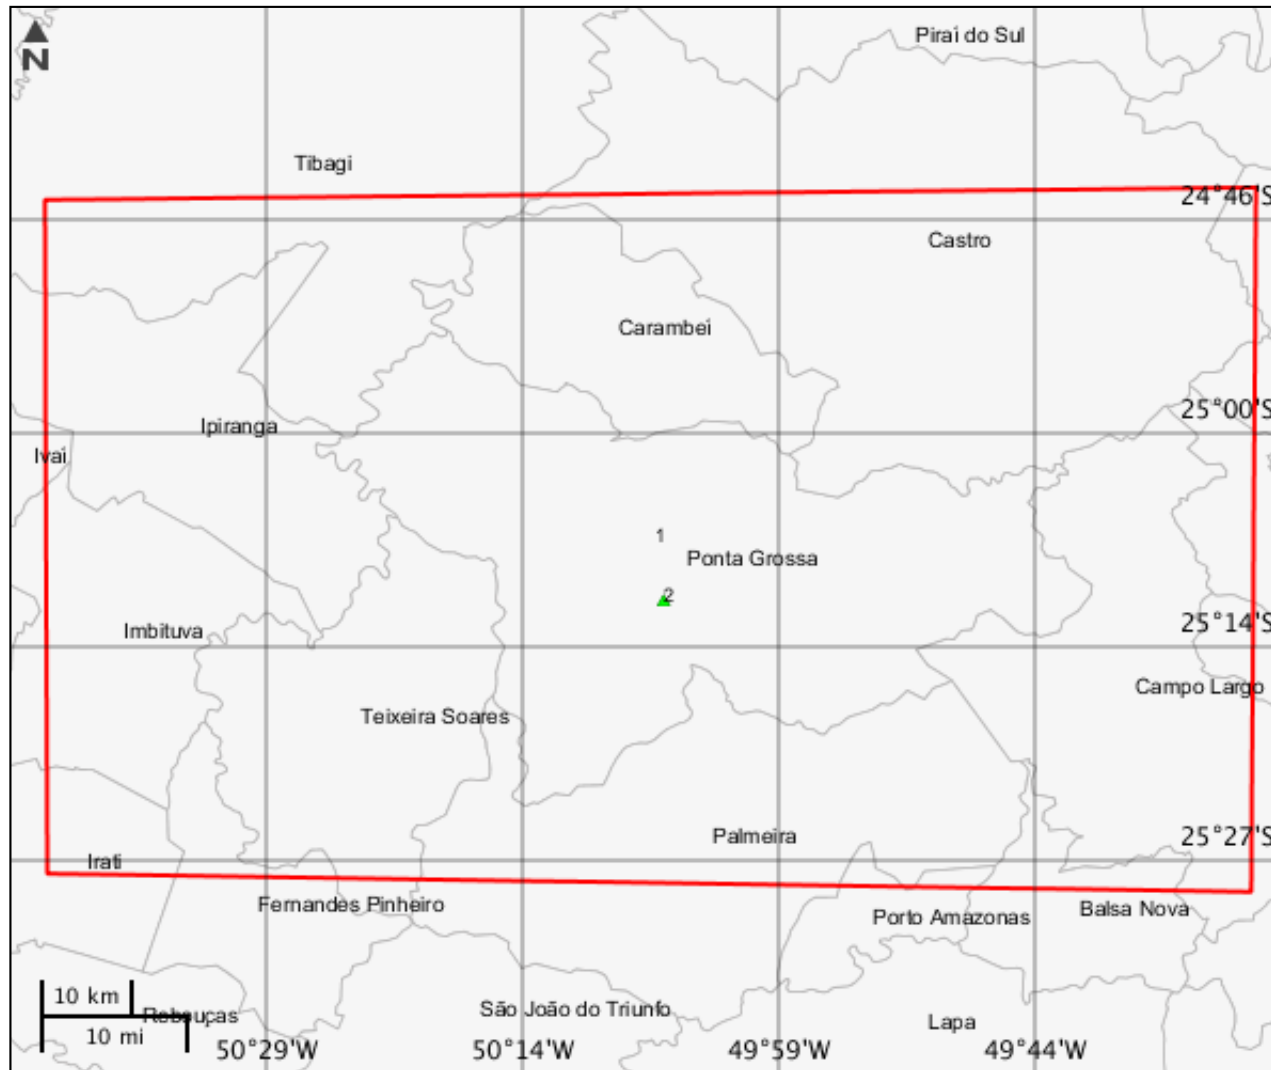 Piraí do Sul
N
Tibagi
24°46'S
Castro
Carambei
25°00'S
Ipiranga
Ivaí
1
Ponta Grossa
2
25°14'S
Imbituva
Campo Largo
Teixeira Soares
25°27'S
Palmeira
Irati
Fernandes Pinheiro
Balsa Nova
Porto Amazonas
10 km
São João do Triunfo
Rebouças
Lapa
10 mi
50°29'W
50°14'W
49°59'W
49°44'W